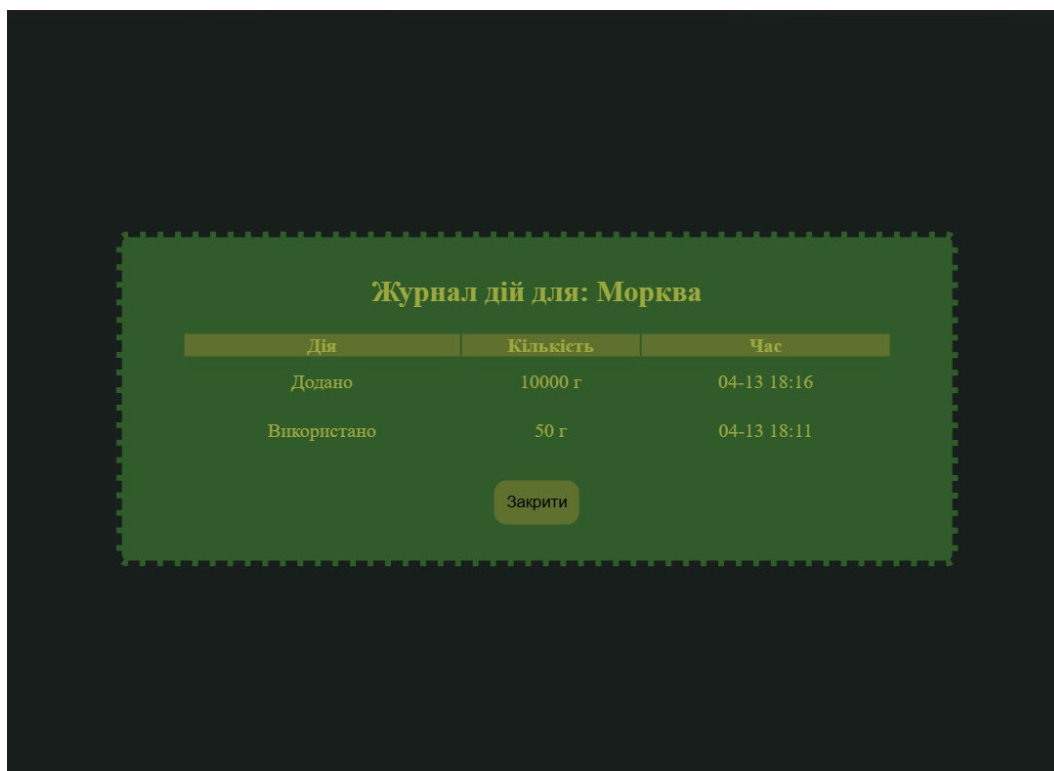 Журнал дій для: Морква
Дія Кількість Час
Додано 10000 г 04-13 18:16
Використано 50 г 04-13 18:11
Закрити